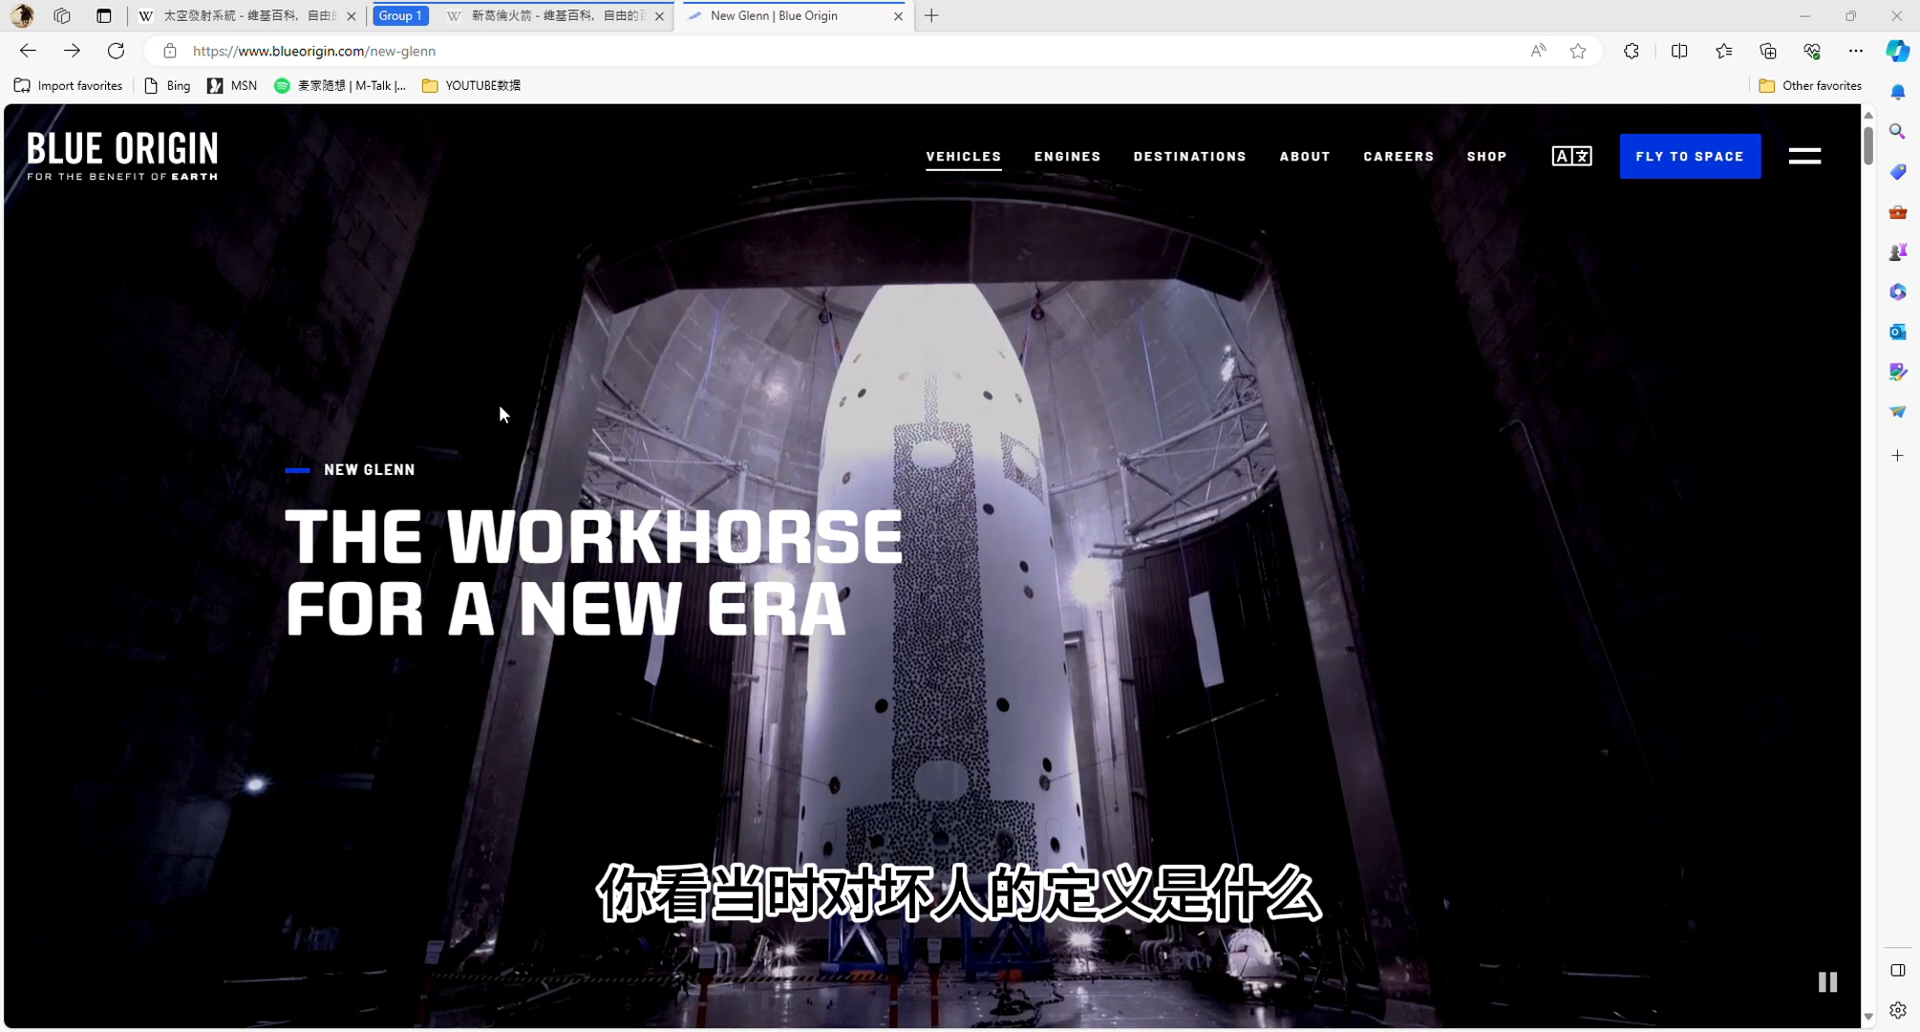 太空發射系統 - 維基百科，自由的
Group 1
新葛倫火箭 - 維基百科，自由的百
New Glenn | Blue Origin
https://www.blueorigin.com/new-glenn
Import favorites
Bing
MSN
麦家随想 | M-Talk |...
YOUTUBE数据
Other favorites
BLUE ORIGIN
FOR THE BENEFIT OF EARTH
VEHICLES
ENGINES
DESTINATIONS
ABOUT
CAREERS
SHOP
FLY TO SPACE
NEW GLENN
THE WORKHORSE
FOR A NEW ERA
你看当时对坏人的定义是什么